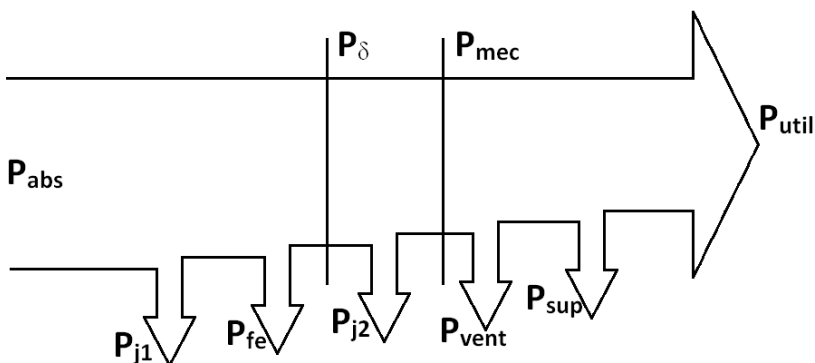 Pδ
Pmec
Putil
Pabs
Pj1
Pfe
Pj2
Pvent
Psup